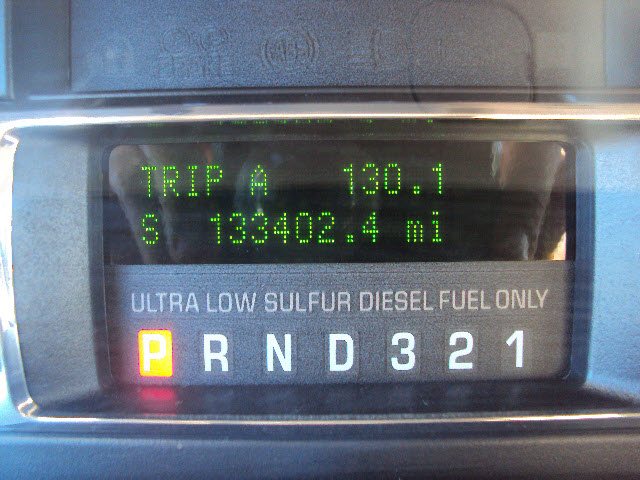 TRIP A 130.1
S 133402.4 mi
ULTRA LOW SULFUR DIESEL FUEL ONLY
P R N D 3 2 1